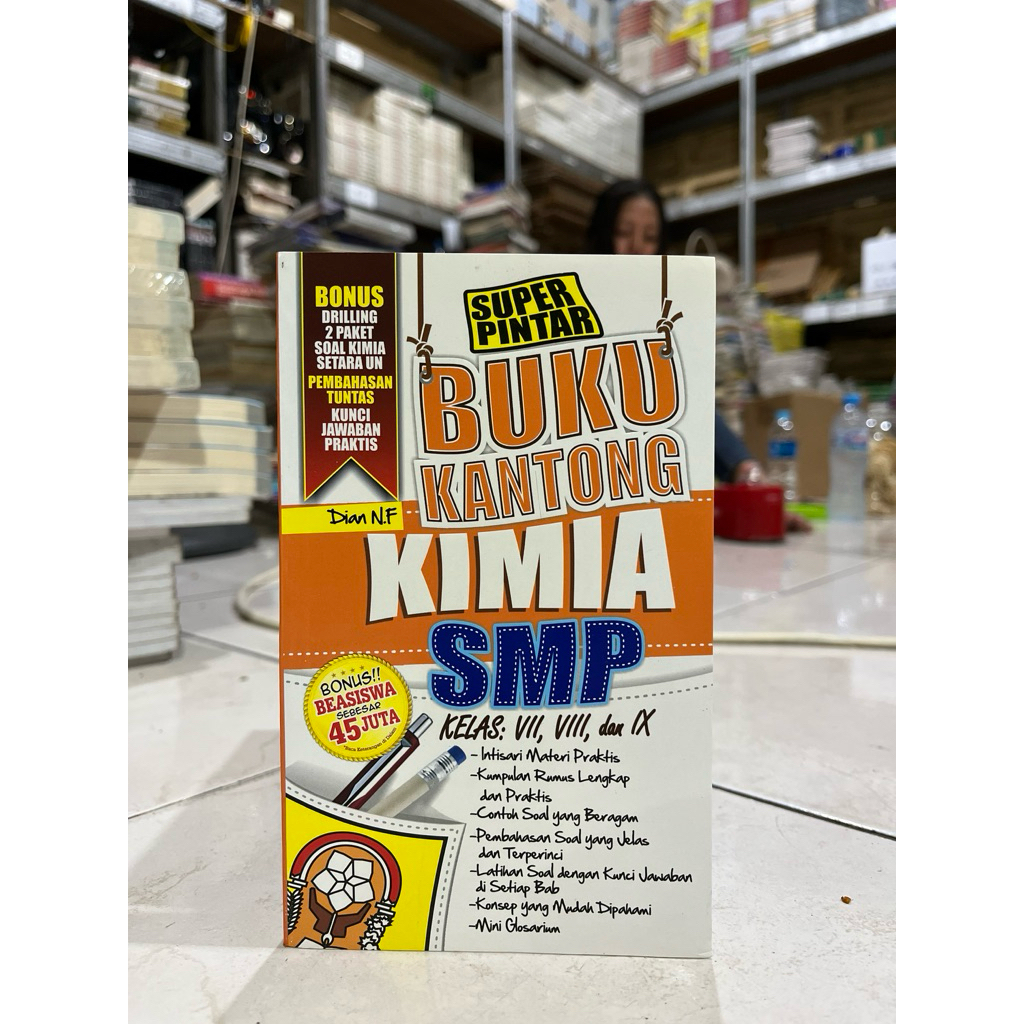 BONUS
DRILLING
2 PAKET
SOAL KIMIA
SETARA UN
PEMBAHASAN
TUNTAS
KUNCI
JAWABAN
PRAKTIS
SUPER
PINTAR
BUKU
KANTONG
Dian N.F
KIMIA
SMP
BONUS!!
BEASISWA
SEBESAR
45 JUTA
KELAS: VII, VIII, dan IX
-Intisari Materi Praktis
-Kumpulan Rumus Lengkap
dan Praktis
-Contoh Soal yang Beragam
-Pembahasan Soal yang Jelas
dan Terperinci
-Latihan Soal dengan Kunci Jawaban
di Setiap Bab
-Konsep yang Mudah Dipahami
-Mini Glosarium